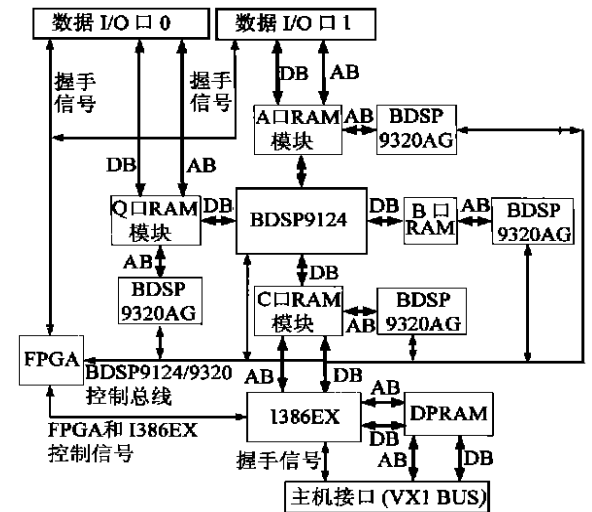 数据 I/O 口 0
数据 I/O 口 1
握手
信号
握手
信号
DB
AB
DB
AB
A口RAM
模块
AB
BDSP
9320AG
Q口RAM
模块
DB
BDSP9124
DB
B 口
RAM
AB
BDSP
9320AG
AB
BDSP
9320AG
DB
C口RAM
模块
AB
BDSP
9320AG
FPGA
BDSP9124/9320
控制总线
AB
DB
FPGA和 I386EX
控制信号
I386EX
AB
DB
DPRAM
握手信号
AB
DB
主机接口 (VX1 BUS)